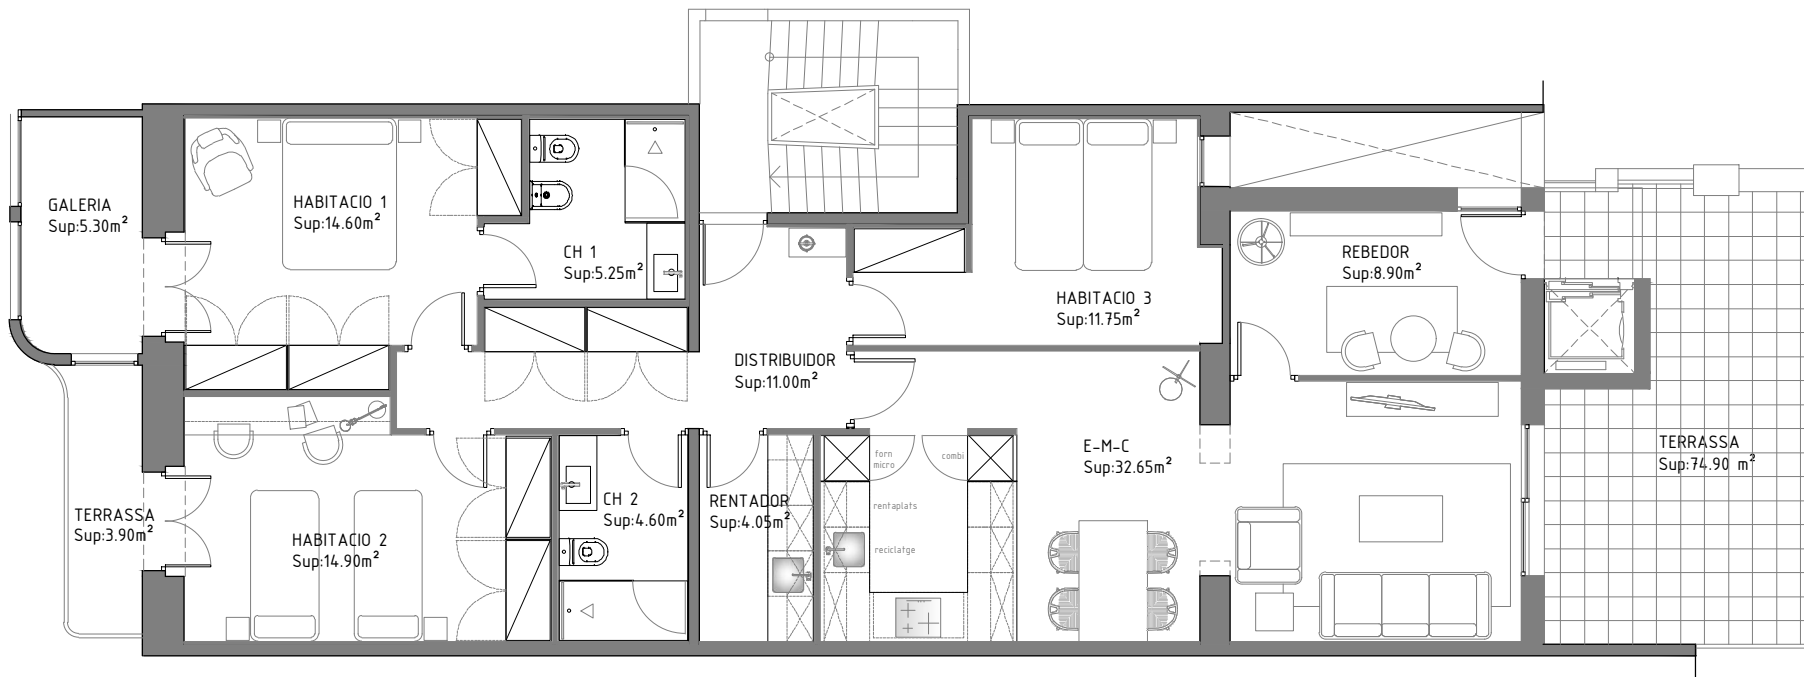 GALERIA
Sup:5.30m²
HABITACIO 1
Sup:14.60m²
CH 1
Sup:5.25m²
REBEDOR
Sup:8.90m²
HABITACIO 3
Sup:11.75m²
DISTRIBUIDOR
Sup:11.00m²
E-M-C
Sup:32.65m²
TERRASSA
Sup:74.90 m²
forn
micro
combi
rentaplats
reciclatge
RENTADOR
Sup:4.05m²
CH 2
Sup:4.60m²
TERRASSA
Sup:3.90m²
HABITACIO 2
Sup:14.90m²